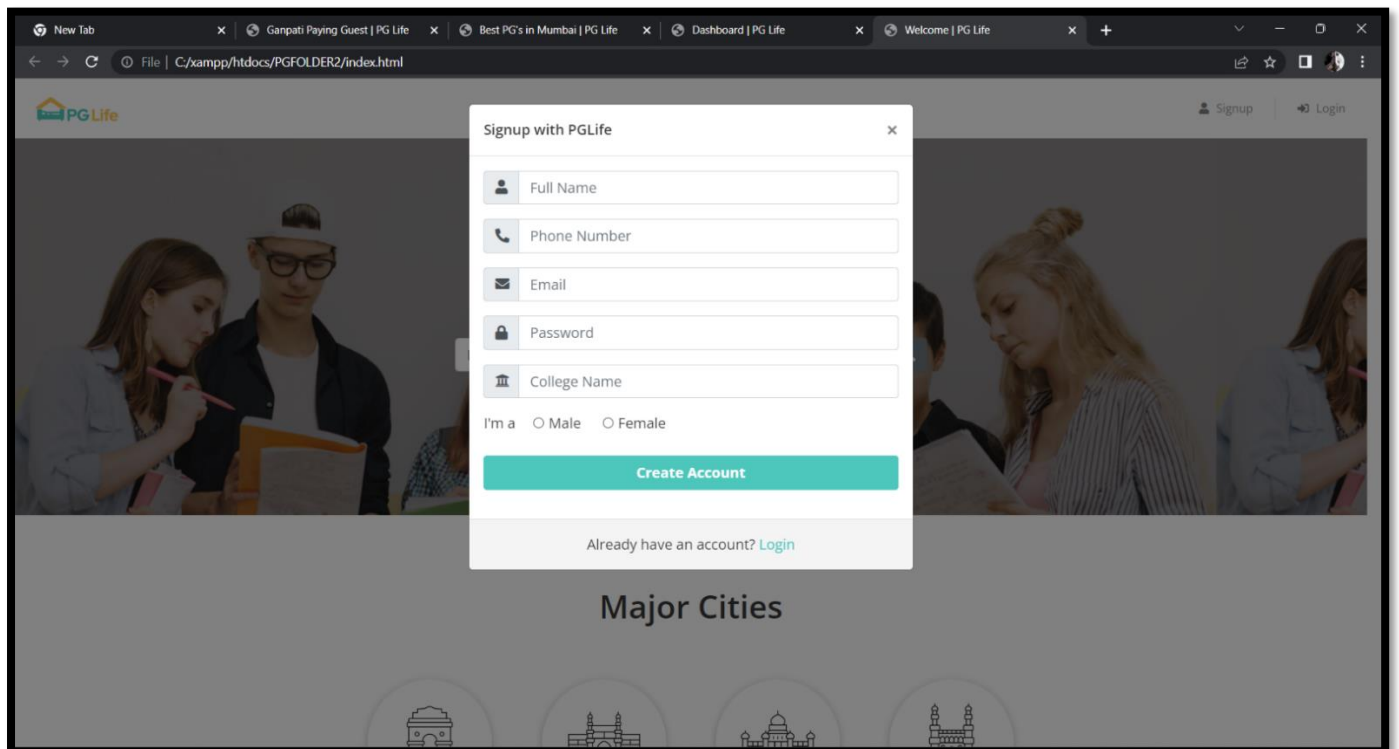 New Tab
Ganpati Paying Guest | PG Life
Best PG's in Mumbai | PG Life
Dashboard | PG Life
Welcome | PG Life
File | C:/xampp/htdocs/PGFOLDER2/index.html
PG Life
Signup
Login
Signup with PGLife
Full Name
Phone Number
Email
Password
College Name
I'm a Male Female
Create Account
Already have an account? Login
Major Cities